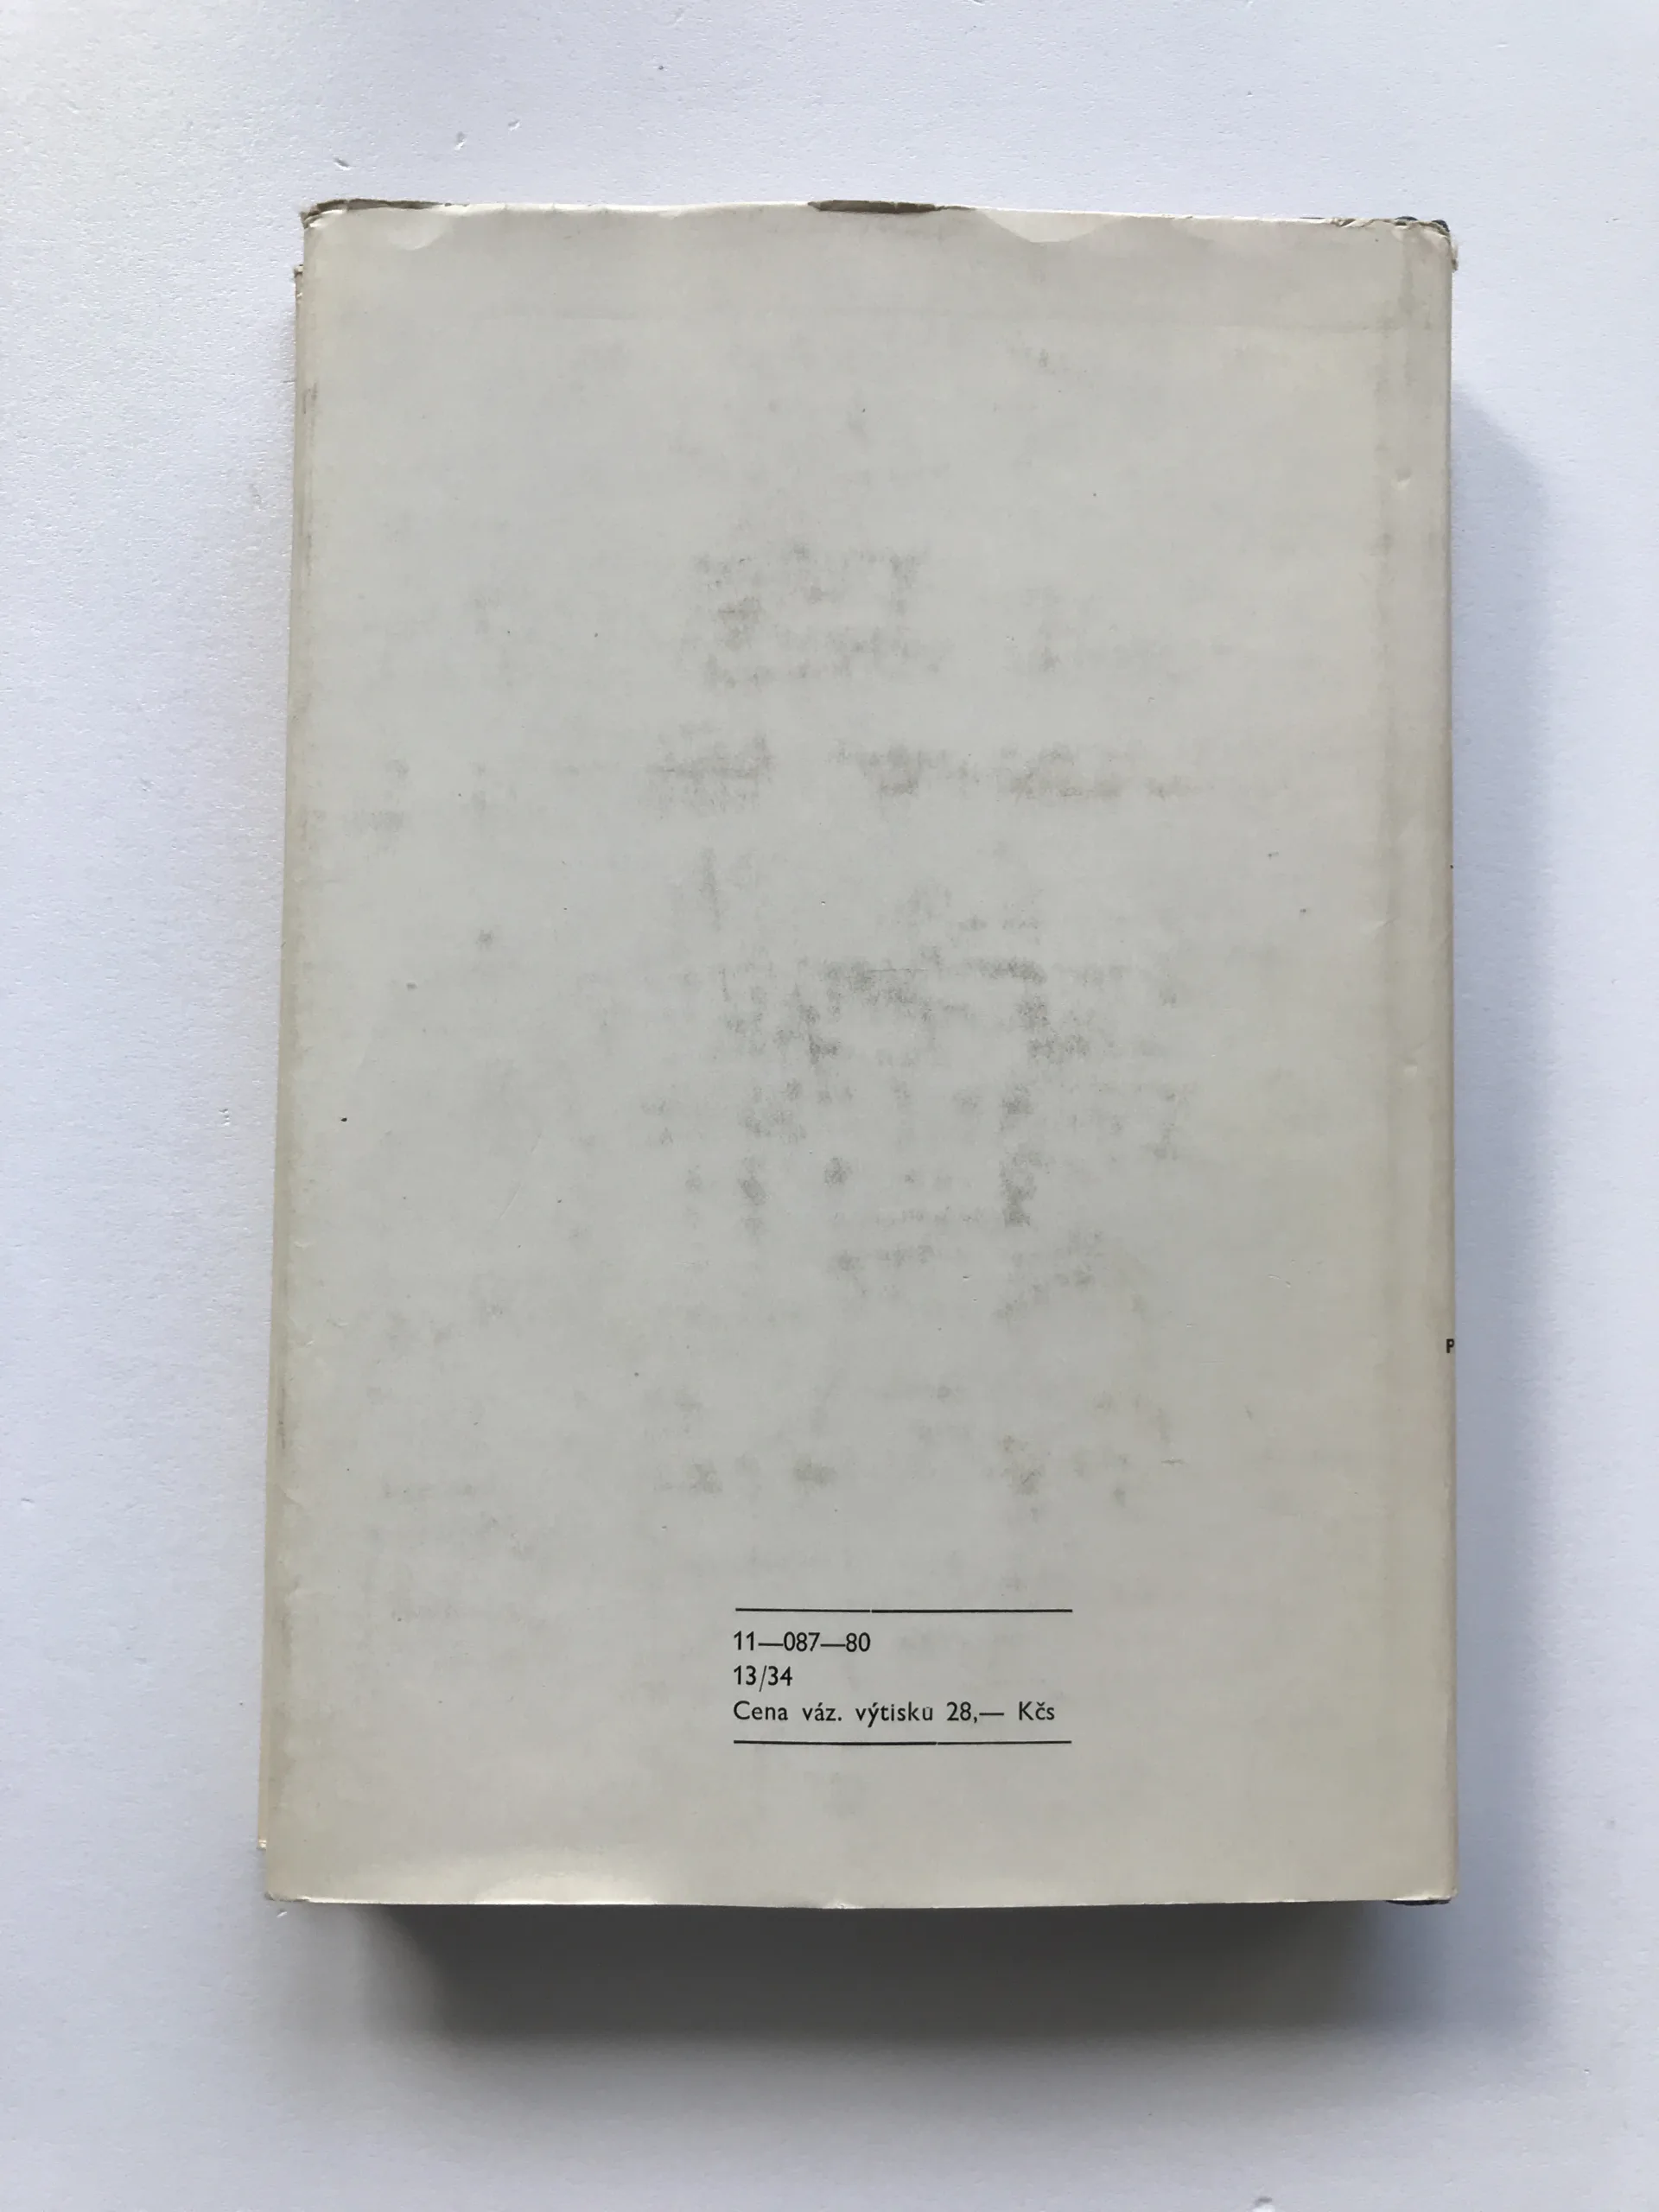 P
11—087—80
13/34
Cena váz. výtisku 28,— Kčs